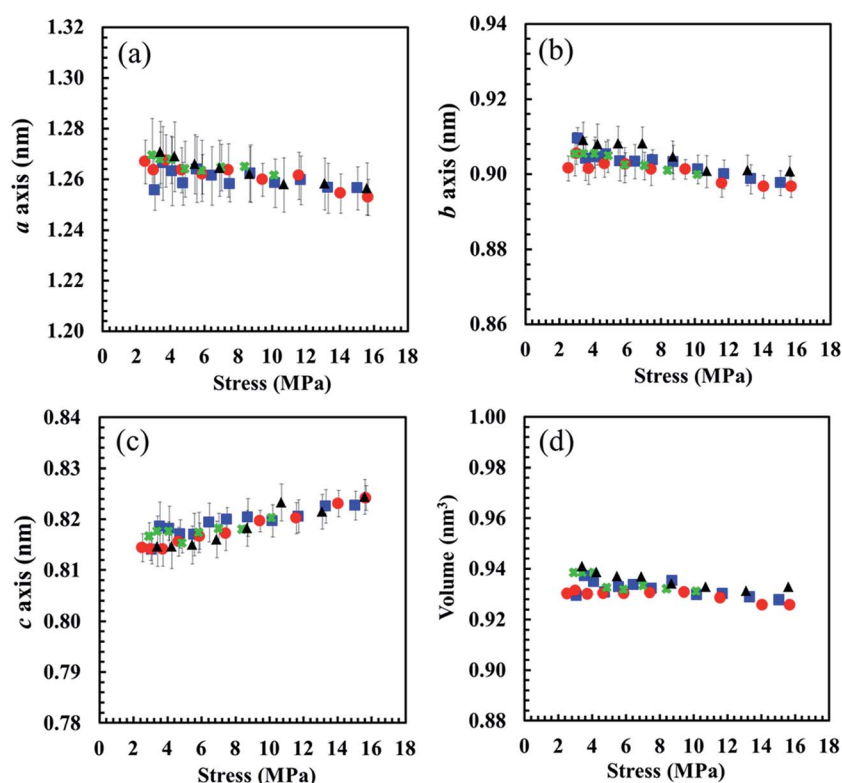 (a)
1.32
1.30
1.28
1.26
1.24
1.22
1.20
a axis (nm)
0 2 4 6 8 10 12 14 16
Stress (MPa)
(b)
0.94
0.92
0.90
0.88
0.86
b axis (nm)
0 2 4 6 8 10 12 14 16 18
Stress (MPa)
(c)
0.84
0.83
0.82
0.81
0.80
0.79
0.78
c axis (nm)
0 2 4 6 8 10 12 14 16 18
Stress (MPa)
(d)
1.00
0.98
0.96
0.94
0.92
0.90
0.88
Volume (nm³)
0 2 4 6 8 10 12 14 16 18
Stress (MPa)